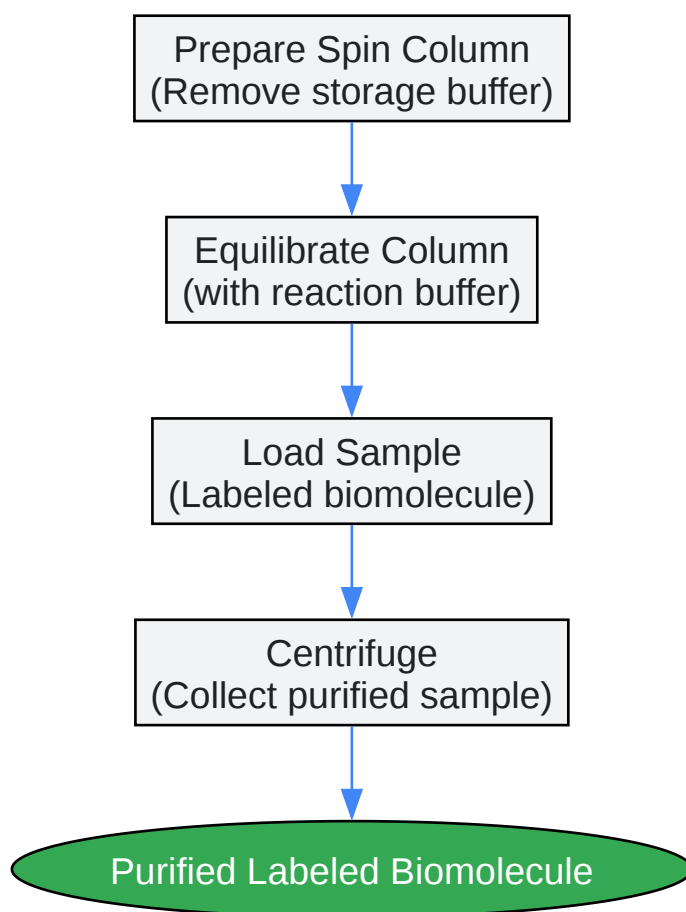 Prepare Spin Column
(Remove storage buffer)
Equilibrate Column
(with reaction buffer)
Load Sample
(Labeled biomolecule)
Centrifuge
(Collect purified sample)
Purified Labeled Biomolecule